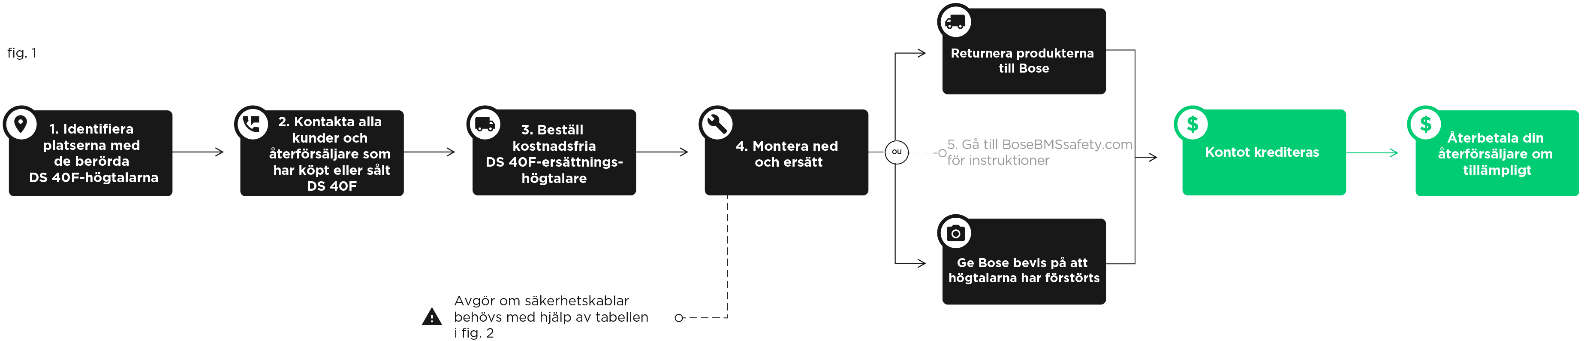 fig. 1
1. Identifiera
platserna med
de berörda
DS 40F-högtalarna
2. Kontakta alla
kunder och
återförsäljare som
har köpt eller sålt
DS 40F
3. Beställ
kostnadsfria
DS 40F-ersättnings-
högtalare
4. Montera ned
och ersätt
Avgör om säkerhetskablar
behövs med hjälp av tabellen
i fig. 2
OU
Returnera produkterna
till Bose
5. Gå till BoseBMSsafety.com
för instruktioner
Ge Bose bevis på att
högtalarna har förstörts
$
Kontot krediteras
$
Återbetala din
återförsäljare om
tillämpligt